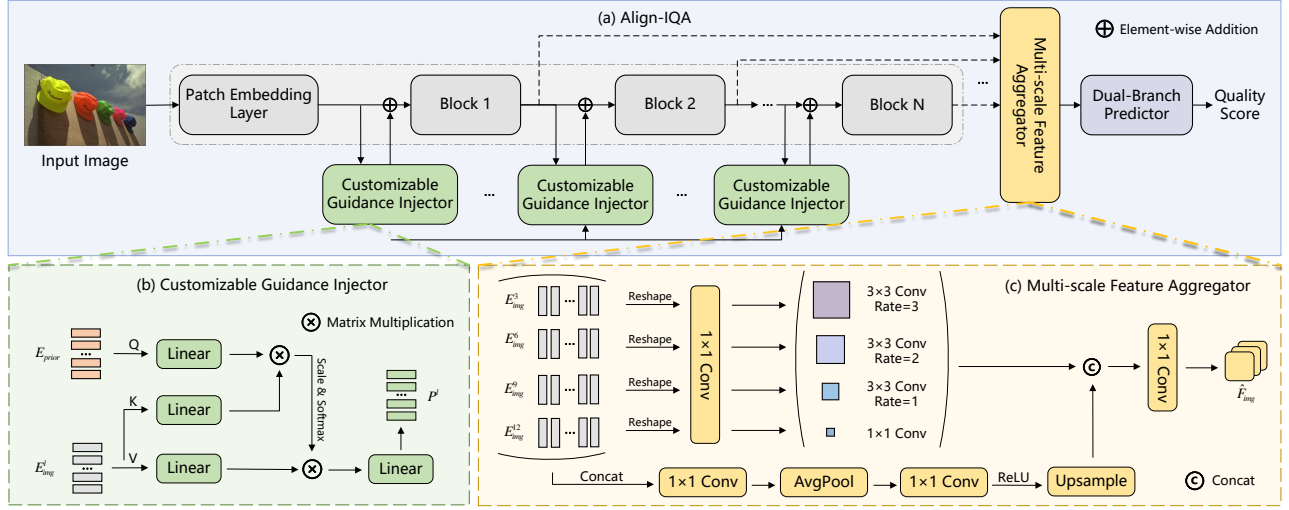 (a) Align-IQA
⊕ Element-wise Addition
Input Image
Patch Embedding
Layer
Block 1
Block 2
...
Block N
...
Multi-scale Feature
Aggregator
Dual-Branch
Predictor
Quality
Score
Customizable
Guidance Injector
...
Customizable
Guidance Injector
...
Customizable
Guidance Injector
(b) Customizable Guidance Injector
⊗ Matrix Multiplication
E_prior
...
Q
Linear
K
Linear
E^i_img
...
V
Linear
Scale & Softmax
Linear
...
P^i
(c) Multi-scale Feature Aggregator
E^3_img
...
Reshape
E^6_img
...
Reshape
E^9_img
...
Reshape
E^12_img
...
Reshape
1×1 Conv
3×3 Conv
Rate=3
3×3 Conv
Rate=2
3×3 Conv
Rate=1
1×1 Conv
Concat
1×1 Conv
AvgPool
1×1 Conv
ReLU
Upsample
C
1×1 Conv
F̂_img
C Concat